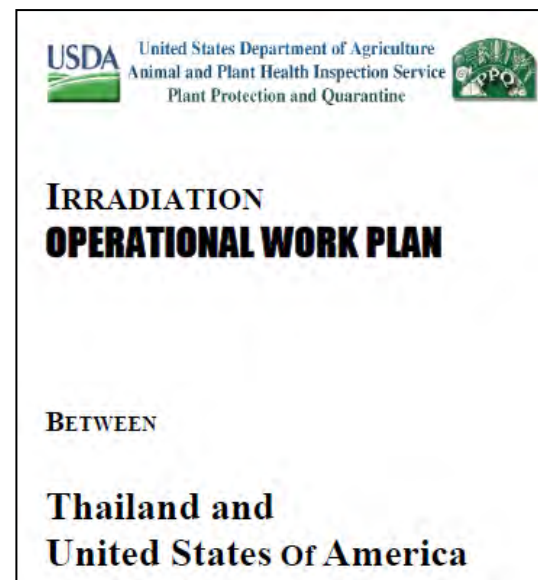 USDA
United States Department of Agriculture
Animal and Plant Health Inspection Service
Plant Protection and Quarantine
PPQ
IRRADIATION
OPERATIONAL WORK PLAN
BETWEEN
Thailand and
United States Of America